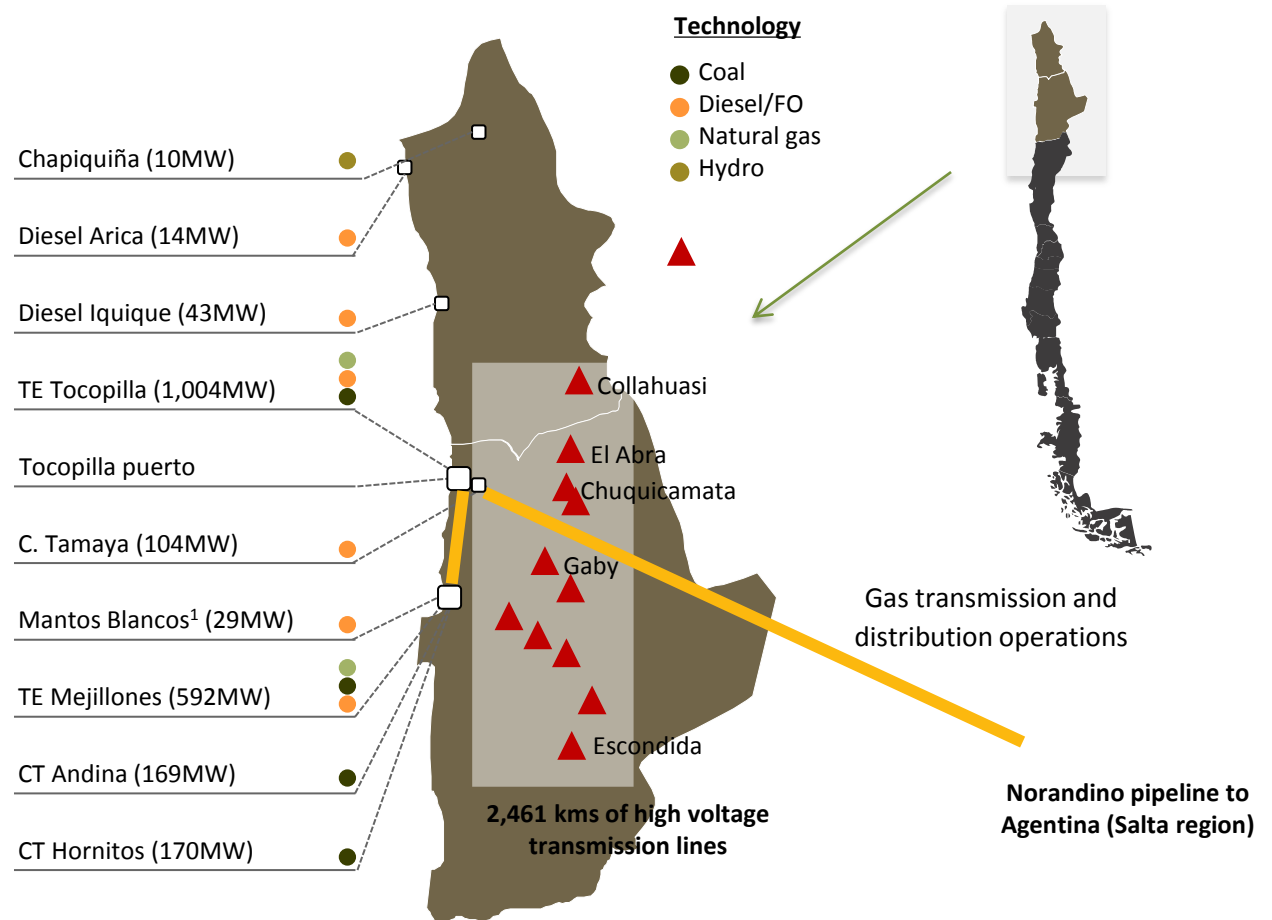 Technology
Coal
Diesel/FO
Natural gas
Hydro
Chapiquiña (10MW)
Diesel Arica (14MW)
Diesel Iquique (43MW)
TE Tocopilla (1,004MW)
Tocopilla puerto
C. Tamaya (104MW)
Mantos Blancos¹ (29MW)
TE Mejillones (592MW)
CT Andina (169MW)
CT Hornitos (170MW)
Collahuasi
El Abra
Chuquicamata
Gaby
Escondida
2,461 kms of high voltage
transmission lines
Gas transmission and
distribution operations
Norandino pipeline to
Agentina (Salta region)